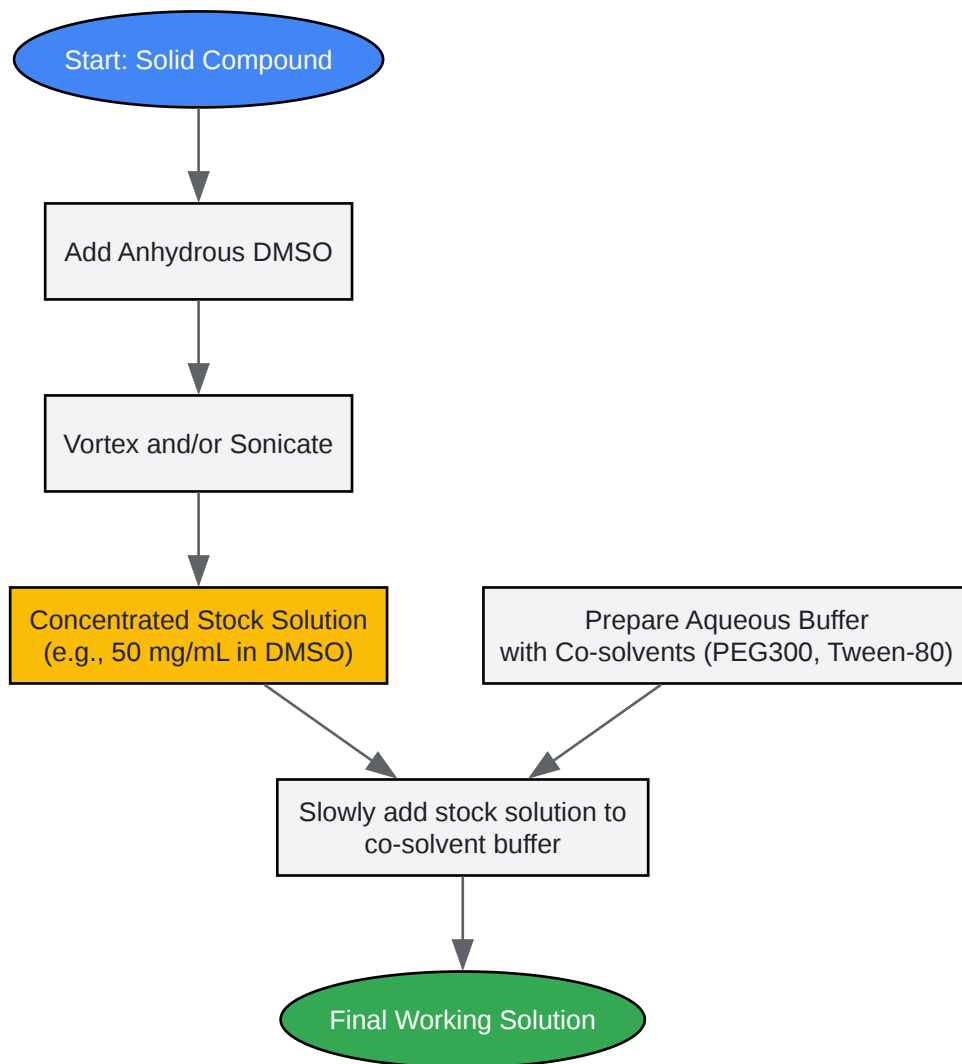 Start: Solid Compound
Add Anhydrous DMSO
Vortex and/or Sonicate
Concentrated Stock Solution
(e.g., 50 mg/mL in DMSO)
Prepare Aqueous Buffer
with Co-solvents (PEG300, Tween-80)
Slowly add stock solution to
co-solvent buffer
Final Working Solution